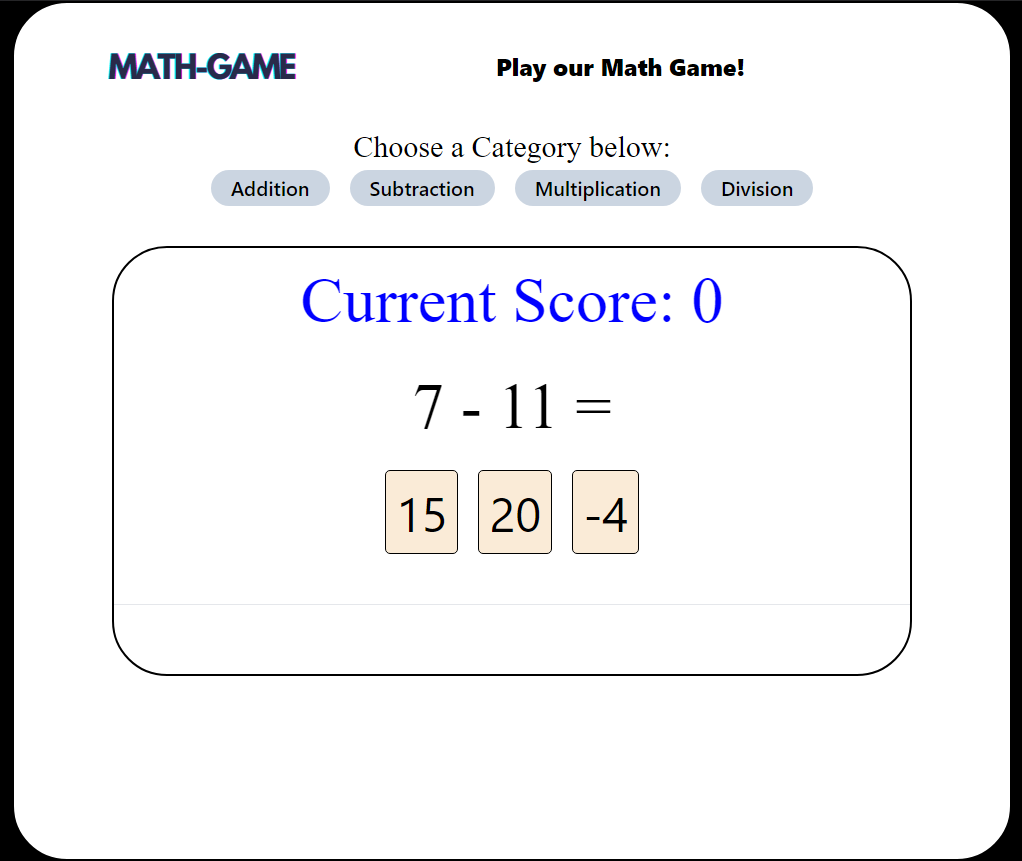 MATH-GAME
Play our Math Game!
Choose a Category below:
Addition Subtraction Multiplication Division
Current Score: 0
7 - 11 =
15 20 -4